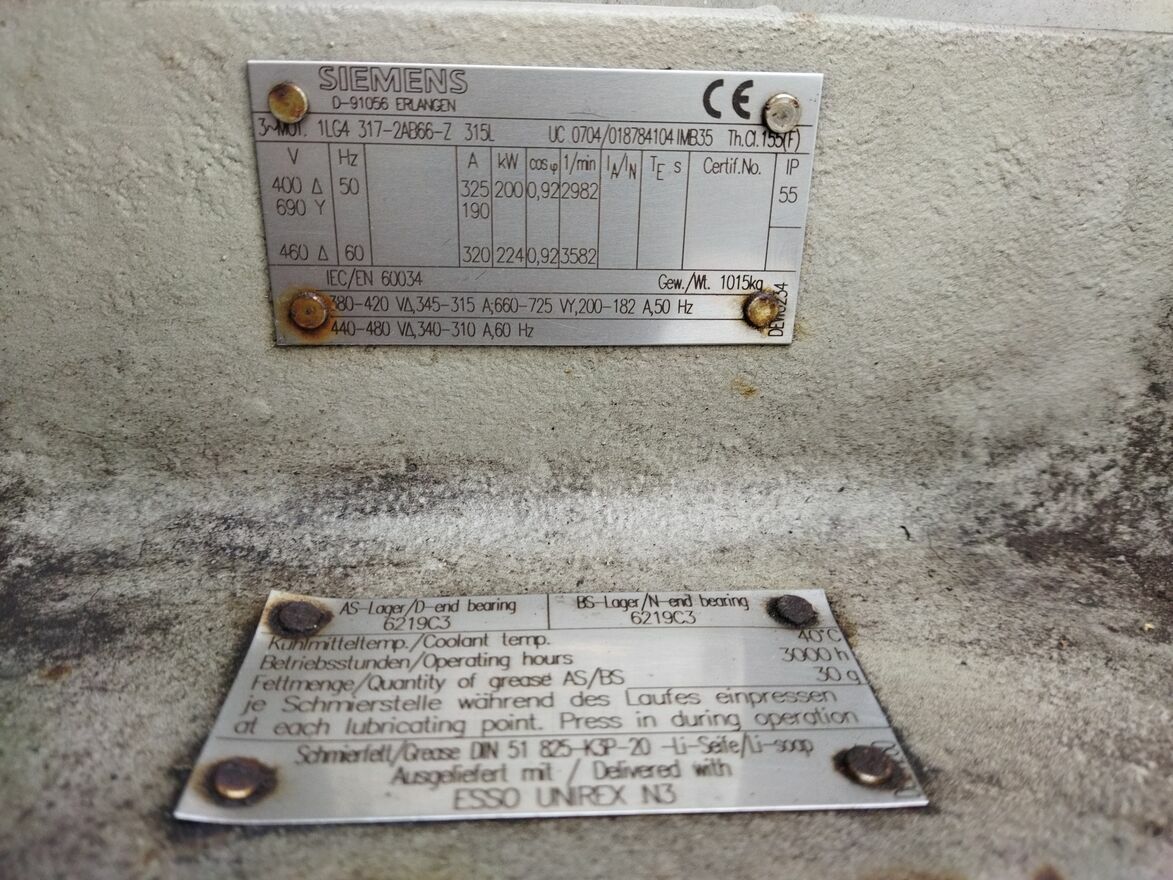 SIEMENS
D-91056 ERLANGEN
CE
3~MOT. 1LG4 317-2AB66-Z 315L UC 0704/018784104 IMB35 Th.Cl.155(F)
V Hz A kW cosφ 1/min IA/IN TE s Certif.No. IP
400 Δ 50 325 200 0,92 2982 55
690 Y 190
460 Δ 60 320 224 0,92 3582
IEC/EN 60034 Gew./Wt. 1015kg
380-420 VΔ,345-315 A;660-725 VY,200-182 A,50 Hz
440-480 VΔ,340-310 A,60 Hz
AS-Lager/D-end bearing BS-Lager/N-end bearing
6219C3 6219C3
Kühlmitteltemp./Coolant temp. 40°C
Betriebsstunden/Operating hours 3000 h
Fettmenge/Quantity of grease AS/BS 30 g
je Schmierstelle während des Laufes einpressen
at each lubricating point. Press in during operation
Schmierfett/Grease DIN 51 825-K3P-20 -Li-Seife/Li-soap
Ausgeliefert mit / Delivered with
ESSO UNIREX N3